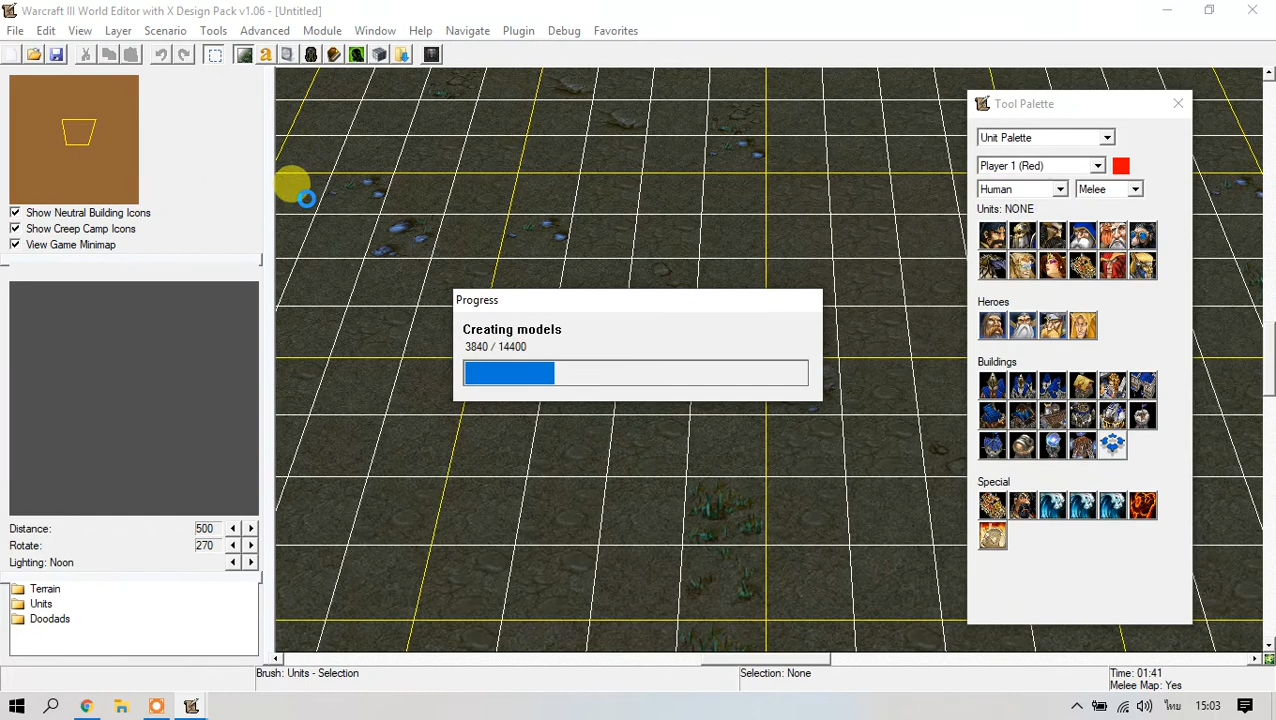 Warcraft III World Editor with X Design Pack v1.06 - [Untitled]
File Edit View Layer Scenario Tools Advanced Module Window Help Navigate Plugin Debug Favorites
Show Neutral Building Icons
Show Creep Camp Icons
View Game Minimap
Distance: 500
Rotate: 270
Lighting: Noon
Terrain
Units
Doodads
Progress
Creating models
3840 / 14400
Tool Palette
Unit Palette
Player 1 (Red)
Human Melee
Units: NONE
Heroes
Buildings
Special
Brush: Units - Selection
Selection: None
Time: 01:41
Melee Map: Yes
ไทย 15:03